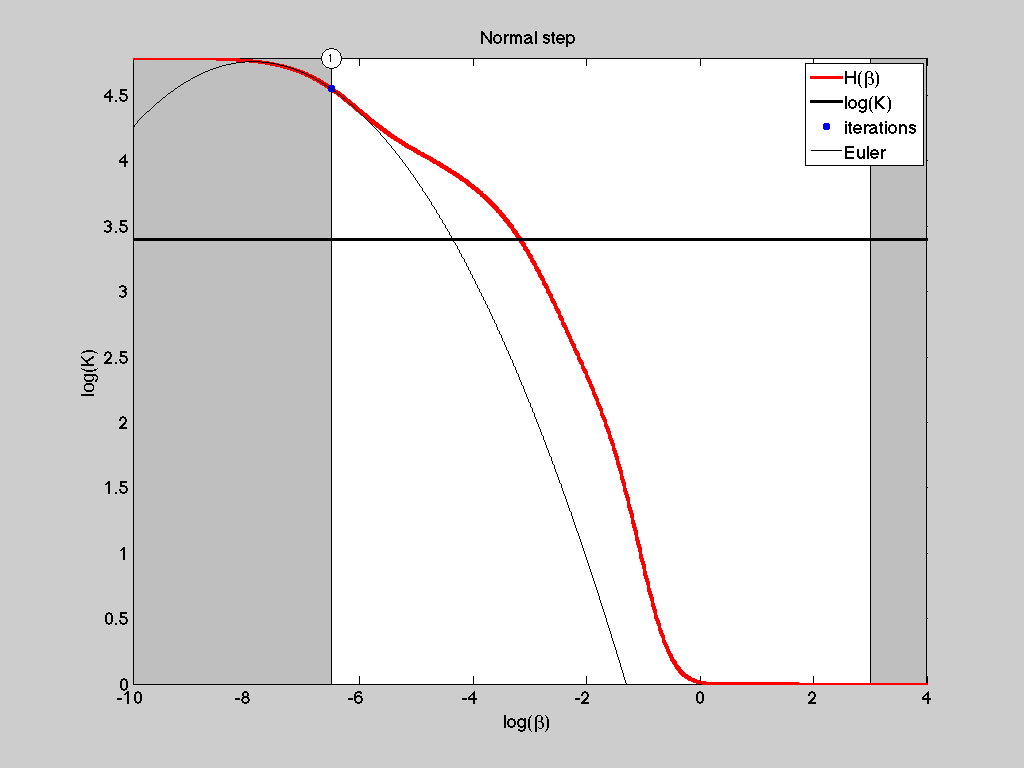 Normal step
1
H(β)
log(K)
iterations
Euler
4.5
4
3.5
3
2.5
2
1.5
1
0.5
0
log(K)
-10
-8
-6
-4
-2
0
2
4
log(β)